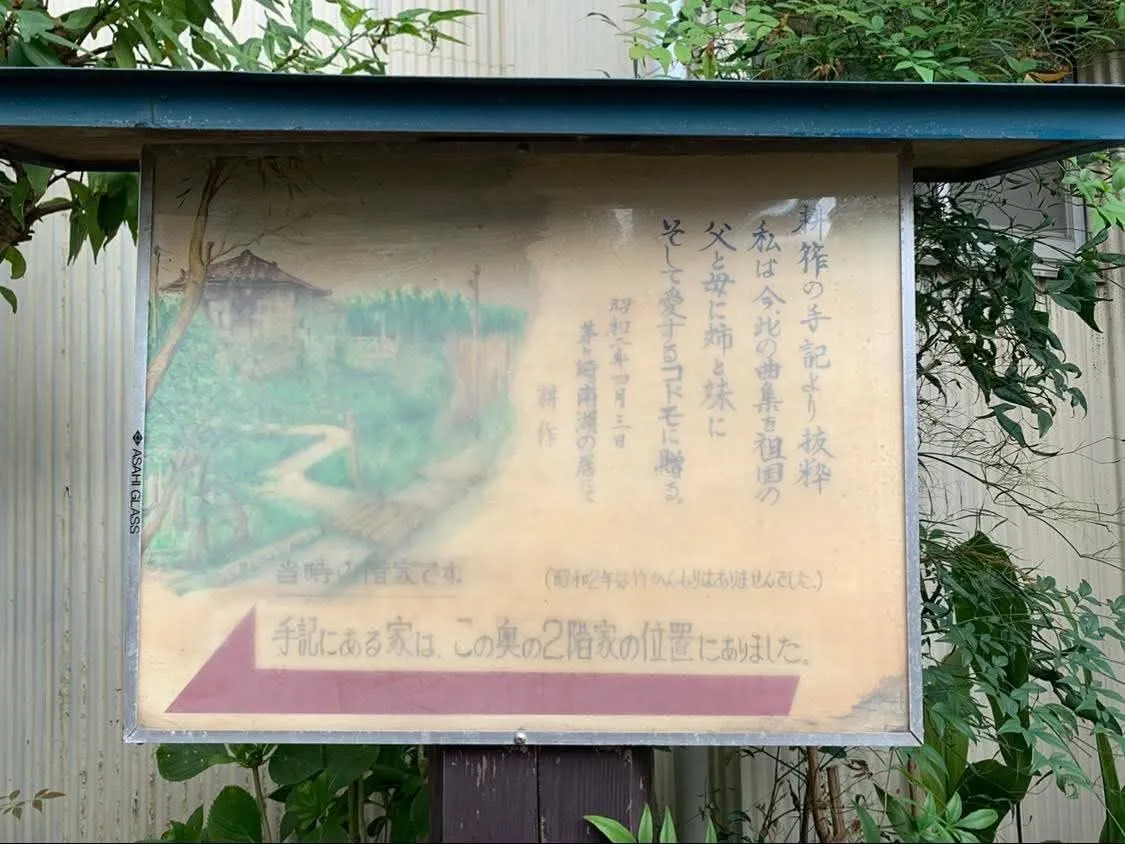 耕筰の手記より抜粋
私は今、此の曲集を祖国の
父と母に姉と妹に
そして愛するコドモに贈る。
昭和二年四月三日
茅ヶ崎南湖の居にて
耕作
当時の借家です。
(昭和2年は竹のんもりはありませんでした。)
手記にある家は、この奥の2階家の位置にありました。
ASAHI GLASS